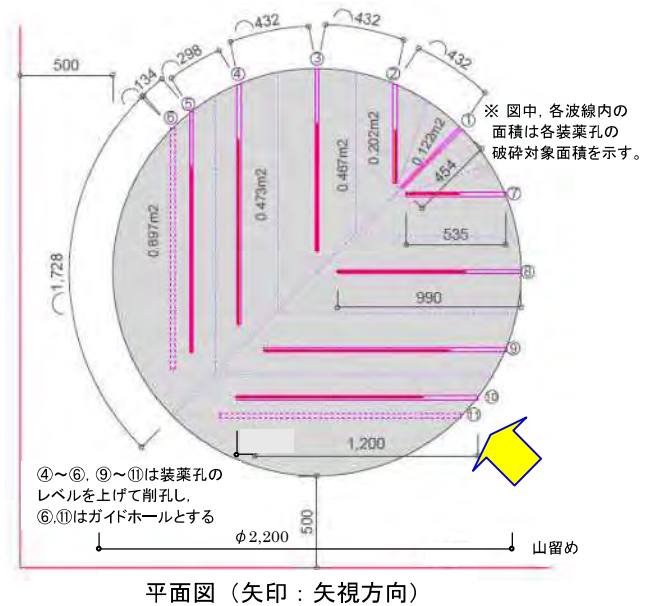 ⌒432
⌒432
⌒432
⌒298
⌒134
500
③
④
②
⑤
⑥
①
※ 図中, 各波線内の
面積は各装薬孔の
破砕対象面積を示す。
0.122m2
0.202m2
0.467m2
0.473m2
0.897m2
454
⑦
535
⑧
990
⌒1,728
⑨
⑩
⑪
1,200
④～⑥, ⑨～⑪は装薬孔の
レベルを上げて削孔し,
⑥,⑪はガイドホールとする
500
φ2,200
山留め
平面図（矢印：矢視方向）